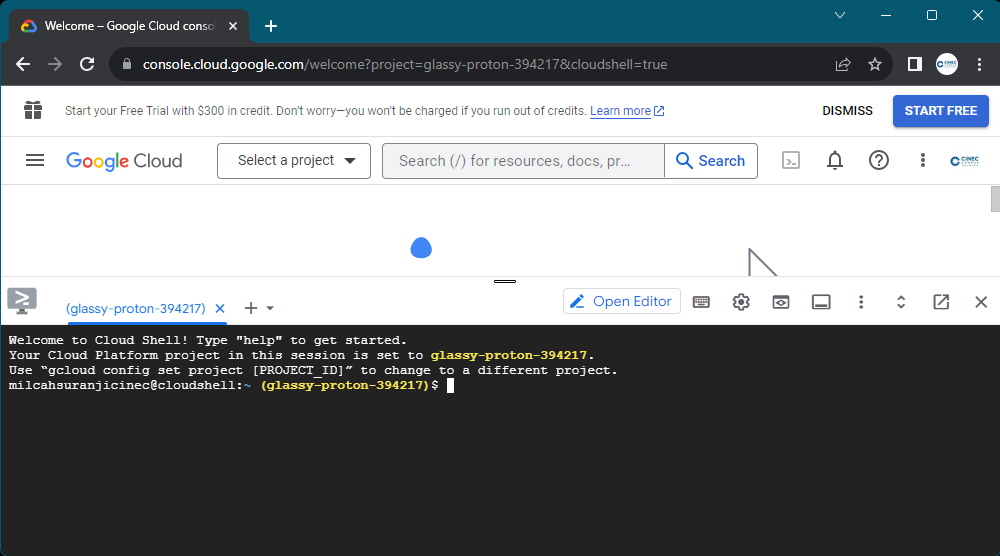 Welcome – Google Cloud conso
console.cloud.google.com/welcome?project=glassy-proton-394217&cloudshell=true
Start your Free Trial with $300 in credit. Don’t worry—you won’t be charged if you run out of credits. Learn more
DISMISS
START FREE
Google Cloud
Select a project
Search (/) for resources, docs, pr...
Search
CINEC
(glassy-proton-394217)
Open Editor
Welcome to Cloud Shell! Type "help" to get started.
Your Cloud Platform project in this session is set to glassy-proton-394217.
Use “gcloud config set project [PROJECT_ID]” to change to a different project.
milcahsuranjicinec@cloudshell:~ (glassy-proton-394217)$